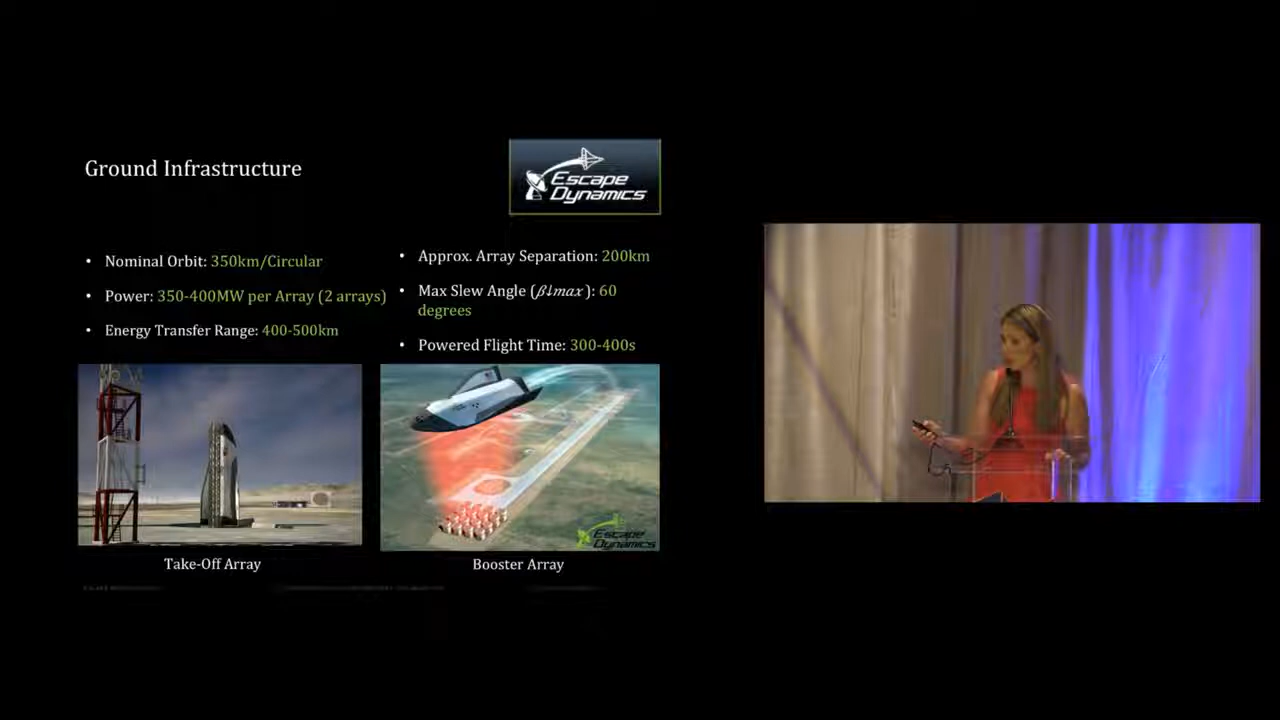 Ground Infrastructure
Escape
Dynamics
• Nominal Orbit: 350km/Circular
• Power: 350-400MW per Array (2 arrays)
• Energy Transfer Range: 400-500km
• Approx. Array Separation: 200km
• Max Slew Angle (β↓max ): 60
degrees
• Powered Flight Time: 300-400s
Escape
Dynamics
Take-Off Array
Booster Array